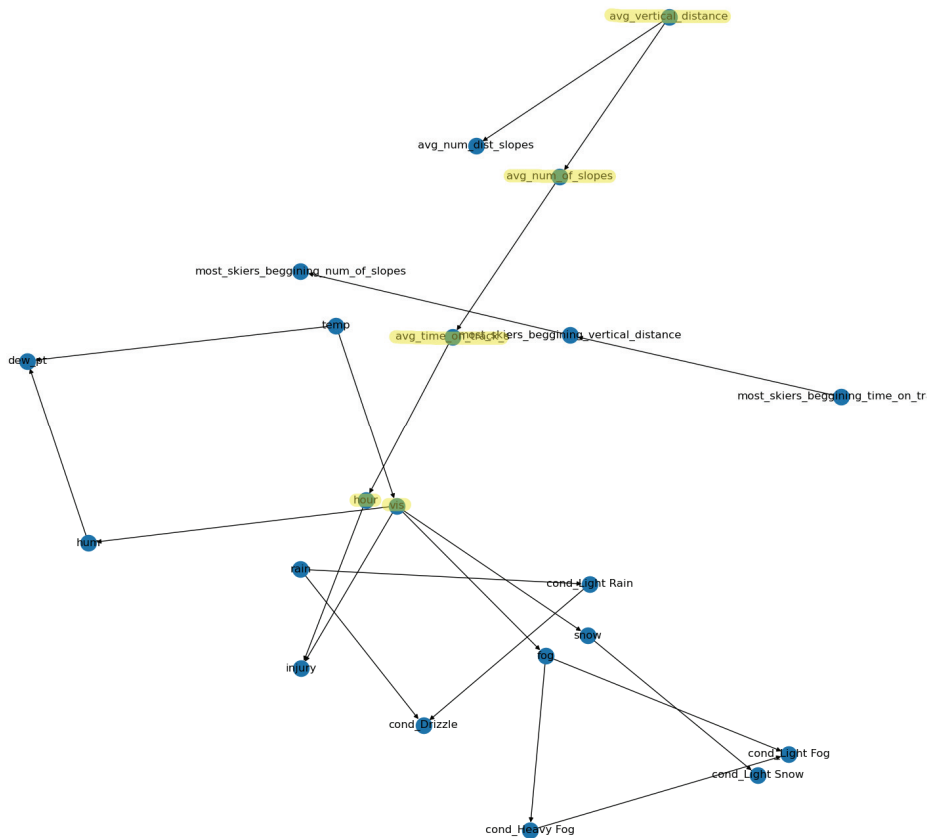 avg_vertical_distance
avg_num_dist_slopes
avg_num_of_slopes
most_skiers_beggining_num_of_slopes
temp
avg_time_on_track_s
most_skiers_beggining_vertical_distance
dew_pt
most_skiers_beggining_time_on_tr
hour
vis
hum
rain
cond_Light Rain
snow
fog
injury
cond_Drizzle
cond_Light Fog
cond_Light Snow
cond_Heavy Fog